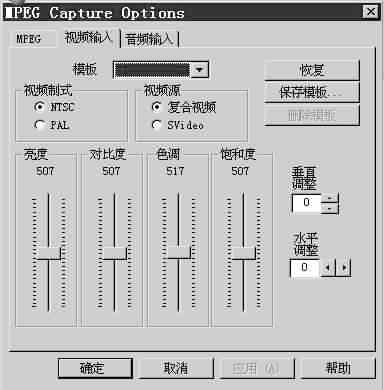 MPEG Capture Options
MPEG 视频输入 音频输入
模板
恢复
保存模板...
删除模板
视频制式
NTSC
PAL
视频源
复合视频
SVideo
亮度 对比度 色调 饱和度
507 507 517 507
垂直
调整
0
水平
调整
0
确定 取消 应用(A) 帮助